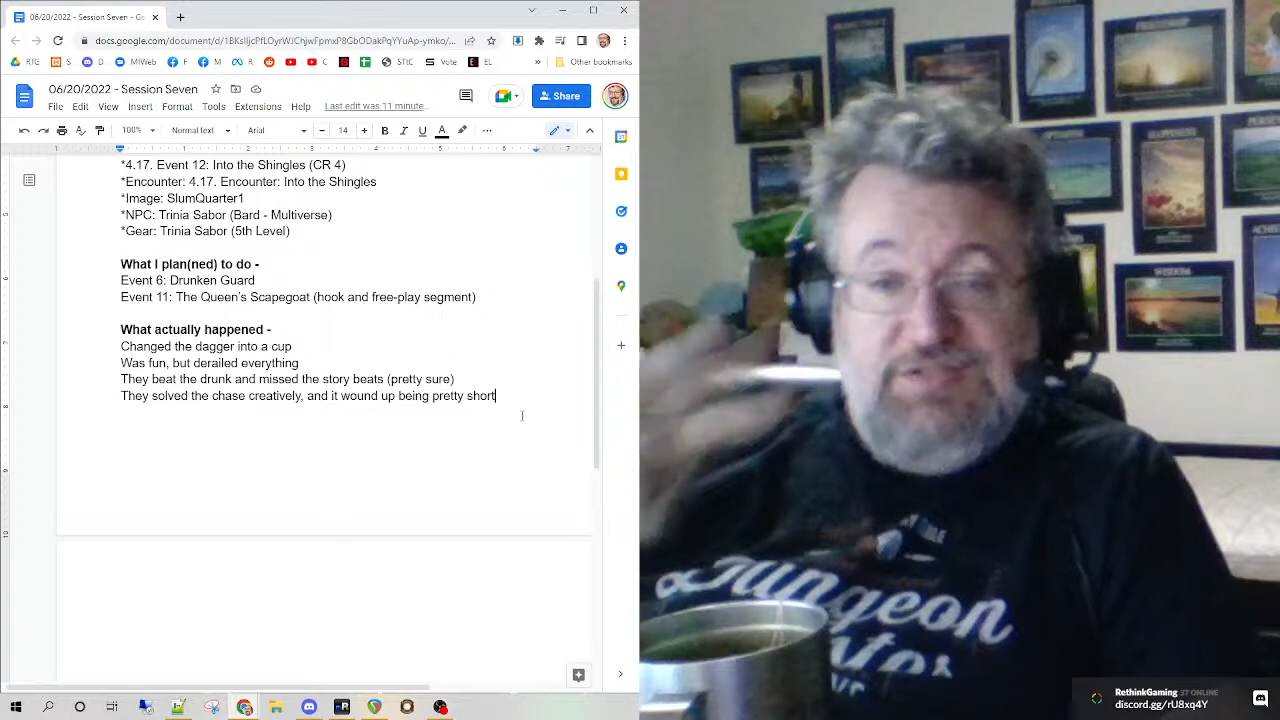 06/20/2022 - Session Seven - G
docs.google.com/document/d/1BKslljcPfLOyrWJChjwFpmxP8GbODakPqYYuAp-ymko/...
RTG
S
D
MiWeb
F
F
M
R
C
STtC
V
EL
Other bookmarks
06/20/2022 - Session Seven
File Edit View Insert Format Tools Extensions Help Last edit was 11 minute...
Share
100% Normal text Arial 14 B I U A
*4.17. Event 12: Into the Shingles (CR 4)
*Encounter: 4.17. Encounter: Into the Shingles
*Image: SlumQuarter1
*NPC: Trinia Sabor (Bard - Multiverse)
*Gear: Trinia Sabor (5th Level)
What I plan(ned) to do -
Event 6: Drunken Guard
Event 11: The Queen's Scapegoat (hook and free-play segment)
What actually happened -
Changed the dagger into a cup
Was fun, but derailed everything
They beat the drunk and missed the story beats (pretty sure)
They solved the chase creatively, and it wound up being pretty short
WISDOM
Dungeon
RethinkGaming 37 ONLINE
discord.gg/rU8xq4Y